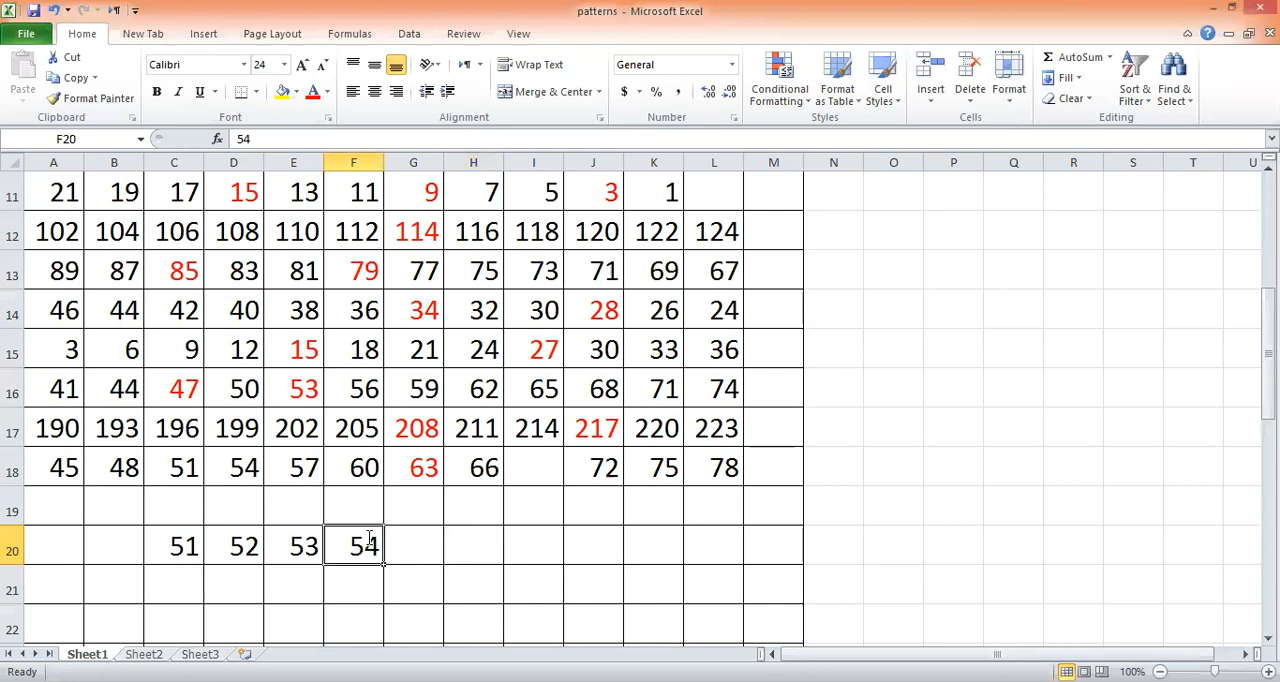 patterns - Microsoft Excel
File Home New Tab Insert Page Layout Formulas Data Review View
Paste Cut Copy Format Painter Clipboard
Calibri 24 A A B I U A Font
Wrap Text Merge & Center Alignment
General $ % , Number
Conditional Formatting Format as Table Cell Styles Styles
Insert Delete Format Cells
Σ AutoSum Fill Clear Sort & Filter Find & Select Editing
F20 fx 54
A B C D E F G H I J K L M N O P Q R S T U
11 21 19 17 15 13 11 9 7 5 3 1
12 102 104 106 108 110 112 114 116 118 120 122 124
13 89 87 85 83 81 79 77 75 73 71 69 67
14 46 44 42 40 38 36 34 32 30 28 26 24
15 3 6 9 12 15 18 21 24 27 30 33 36
16 41 44 47 50 53 56 59 62 65 68 71 74
17 190 193 196 199 202 205 208 211 214 217 220 223
18 45 48 51 54 57 60 63 66 72 75 78
19
20 51 52 53 54
21
22
Sheet1 Sheet2 Sheet3
Ready 100%